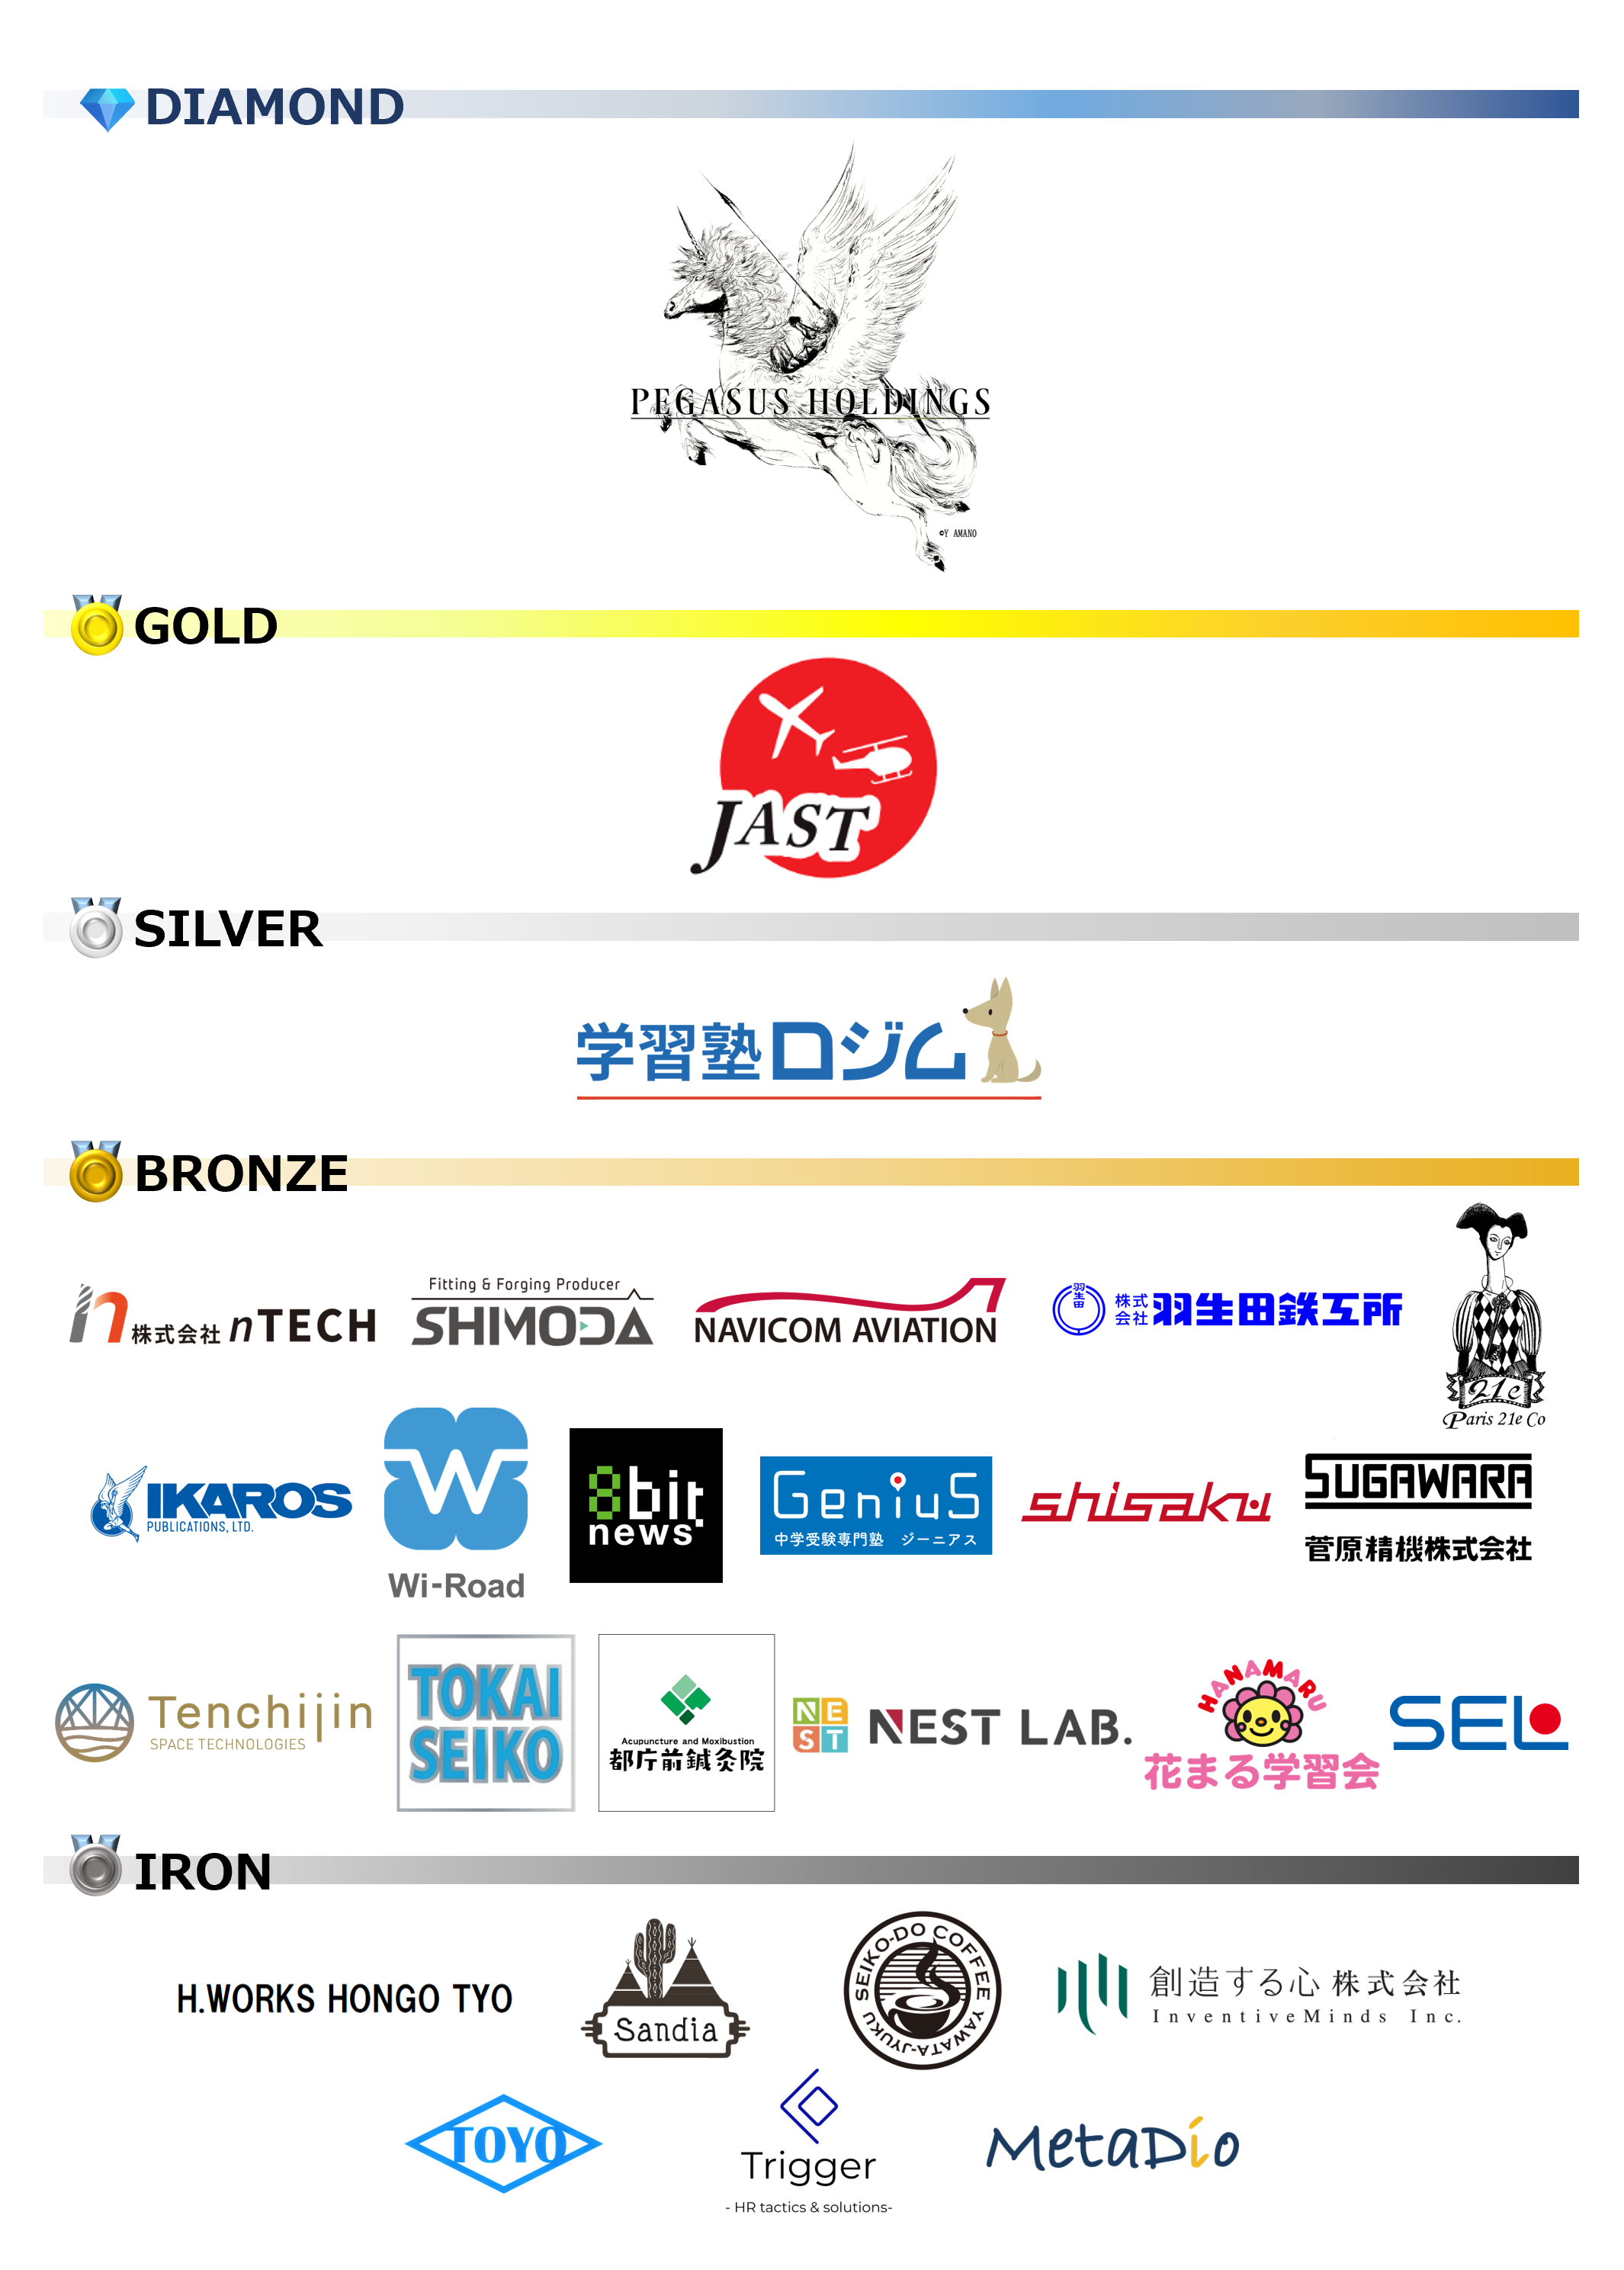 DIAMOND
PEGASUS HOLDINGS
©Y AMANO
GOLD
JAST
SILVER
学習塾ロジム
BRONZE
株式会社 nTECH
Fitting & Forging Producer
SHIMODA
NAVICOM AVIATION
羽生田
株式会社 羽生田鉄工所
21e
Paris 21e Co
IKAROS
PUBLICATIONS, LTD.
W
Wi-Road
8bit
news
GeniuS
中学受験専門塾 ジーニアス
shisaku
SUGAWARA
菅原精機株式会社
Tenchijin
SPACE TECHNOLOGIES
TOKAI
SEIKO
Acupuncture and Moxibustion
都庁前鍼灸院
NE
ST
NEST LAB.
HANAMARU
花まる学習会
SEL
IRON
H.WORKS HONGO TYO
Sandia
SEIKO-DO COFFEE YAWATA-JYUKU
創造する心 株式会社
InventiveMinds Inc.
TOYO
Trigger
- HR tactics & solutions-
MetaDio